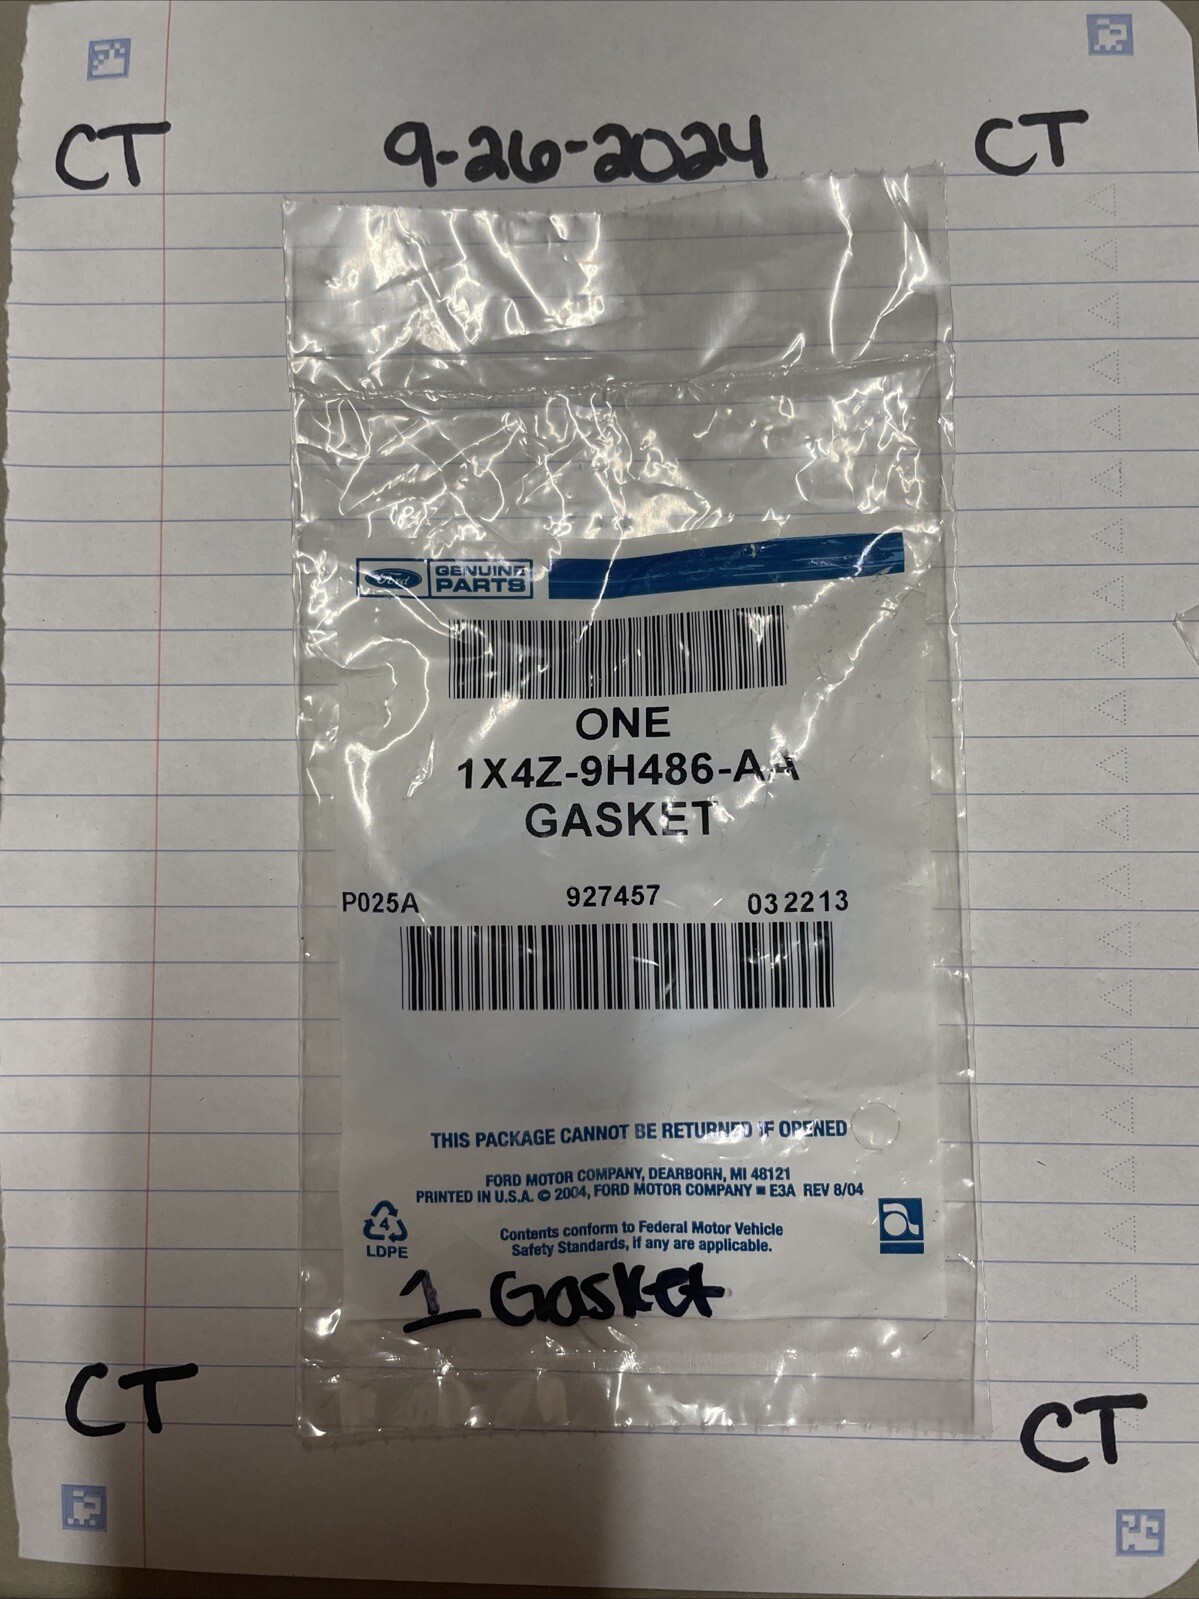 CT 9-26-2024 CT
Ford GENUINE PARTS
ONE
1X4Z-9H486-AA
GASKET
P025A 927457 032213
THIS PACKAGE CANNOT BE RETURNED IF OPENED
FORD MOTOR COMPANY, DEARBORN, MI 48121
PRINTED IN U.S.A. © 2004, FORD MOTOR COMPANY ■ E3A REV 8/04
4
LDPE
Contents conform to Federal Motor Vehicle
Safety Standards, if any are applicable.
1 Gasket
CT CT